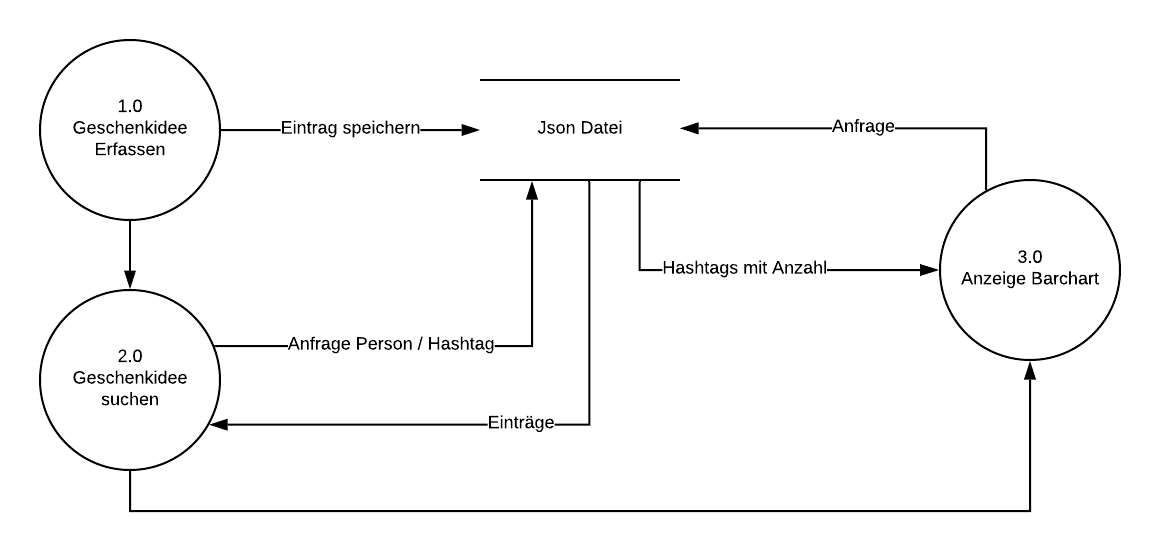 1.0
Geschenkidee
Erfassen
Eintrag speichern
Json Datei
Anfrage
3.0
Anzeige Barchart
Hashtags mit Anzahl
2.0
Geschenkidee
suchen
Anfrage Person / Hashtag
Einträge